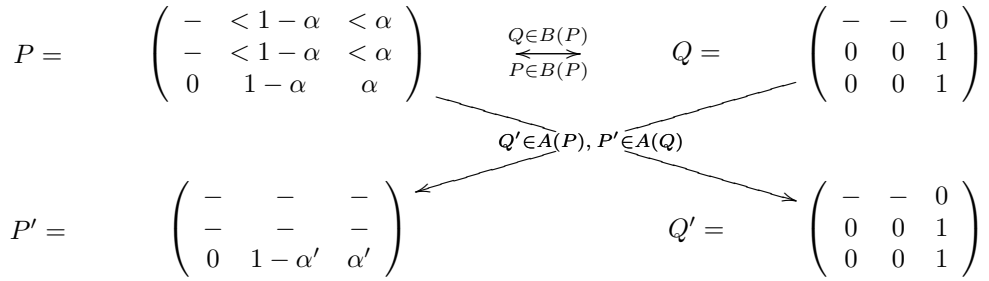 P = ( − < 1 − α < α
− < 1 − α < α
0 1 − α α )
Q∈B(P)
P∈B(P)
Q = ( − − 0
0 0 1
0 0 1 )
Q′∈A(P), P′∈A(Q)
P′ = ( − − −
− − −
0 1 − α′ α′ )
Q′ = ( − − 0
0 0 1
0 0 1 )